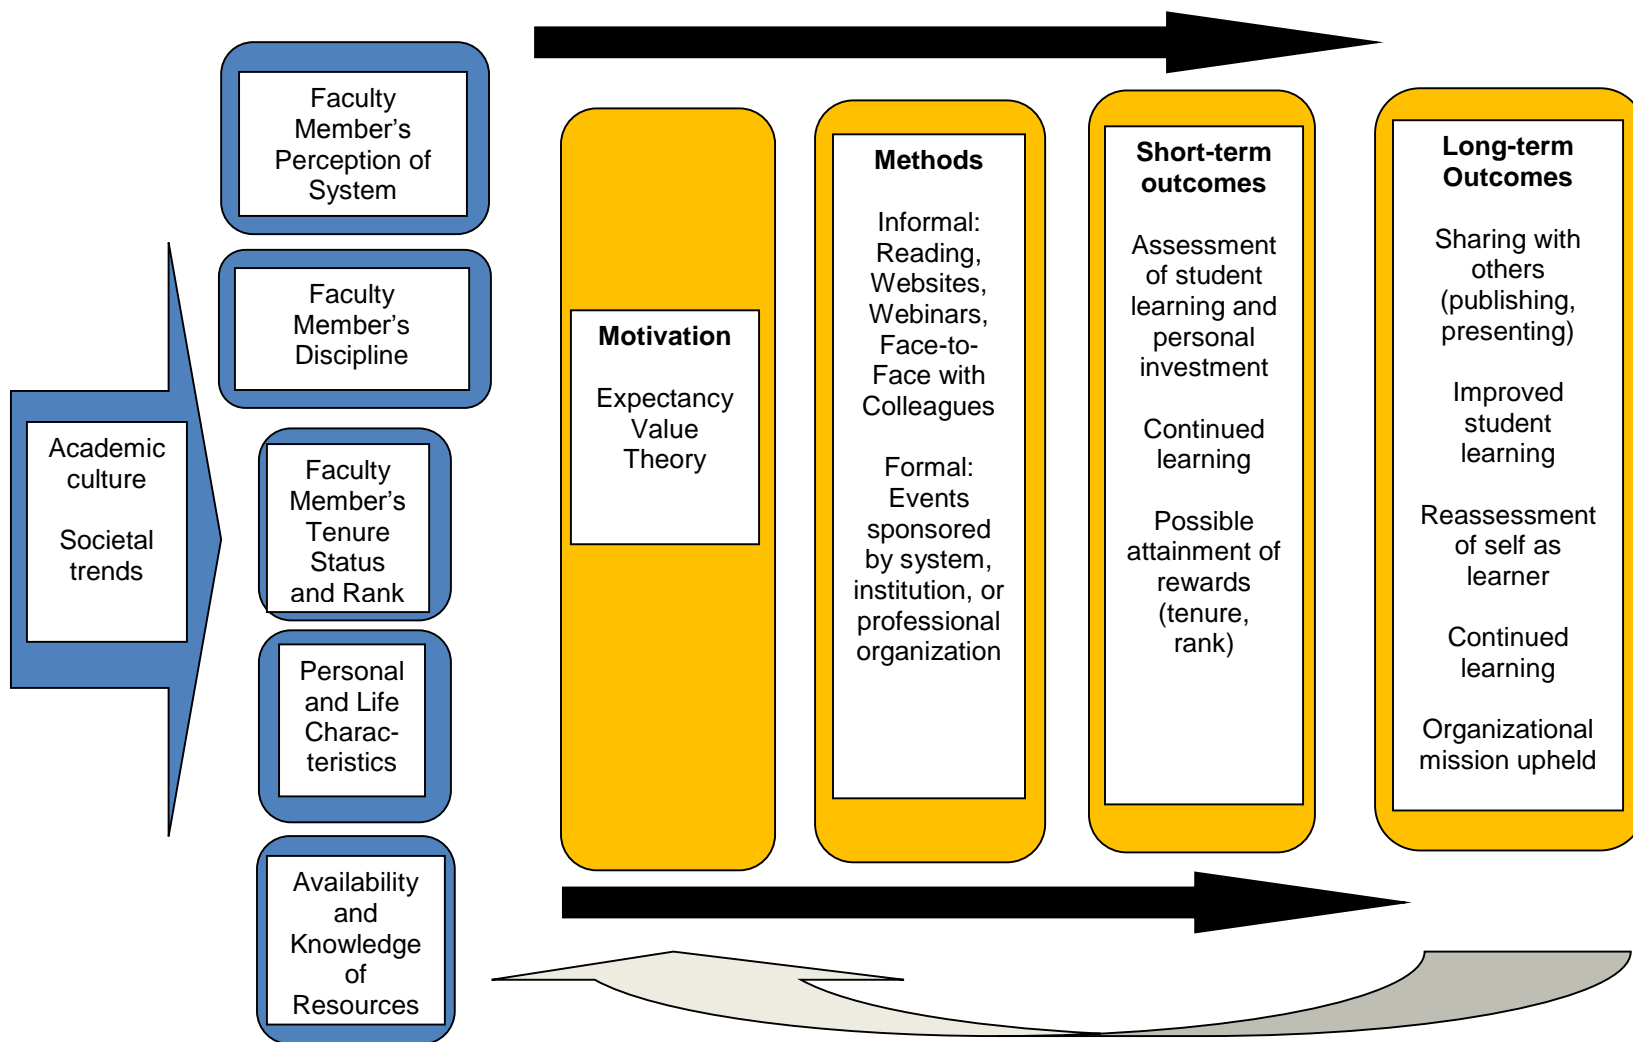 Academic
culture
Societal
trends
Faculty
Member's
Perception of
System
Faculty
Member's
Discipline
Faculty
Member's
Tenure
Status
and Rank
Personal
and Life
Charac-
teristics
Availability
and
Knowledge
of
Resources
Motivation
Expectancy
Value
Theory
Methods
Informal:
Reading,
Websites,
Webinars,
Face-to-
Face with
Colleagues
Formal:
Events
sponsored
by system,
institution, or
professional
organization
Short-term
outcomes
Assessment
of student
learning and
personal
investment
Continued
learning
Possible
attainment of
rewards
(tenure,
rank)
Long-term
Outcomes
Sharing with
others
(publishing,
presenting)
Improved
student
learning
Reassessment
of self as
learner
Continued
learning
Organizational
mission upheld